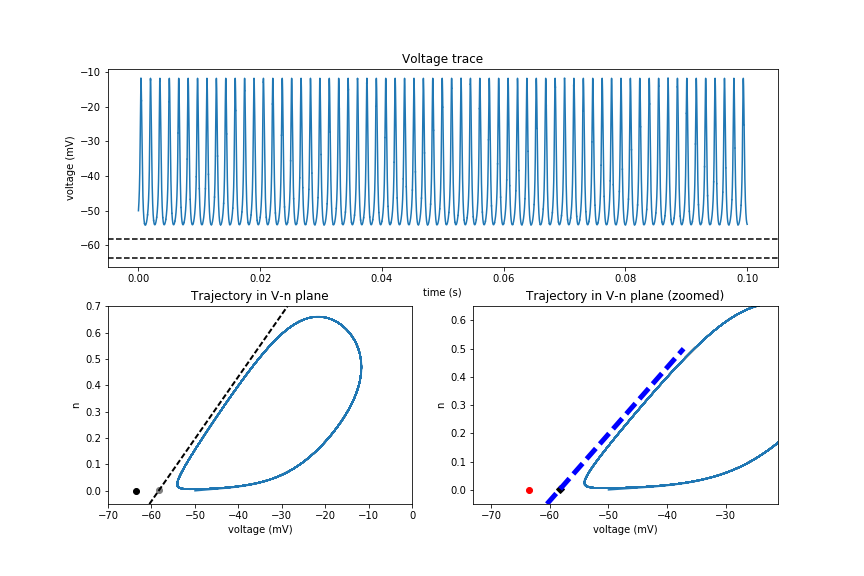 Voltage trace
voltage (mV)
−10
−20
−30
−40
−50
−60
0.00 0.02 0.04 0.06 0.08 0.10
time (s)
Trajectory in V-n plane
n
0.7
0.6
0.5
0.4
0.3
0.2
0.1
0.0
−70 −60 −50 −40 −30 −20 −10 0
voltage (mV)
Trajectory in V-n plane (zoomed)
n
0.6
0.5
0.4
0.3
0.2
0.1
0.0
−70 −60 −50 −40 −30
voltage (mV)